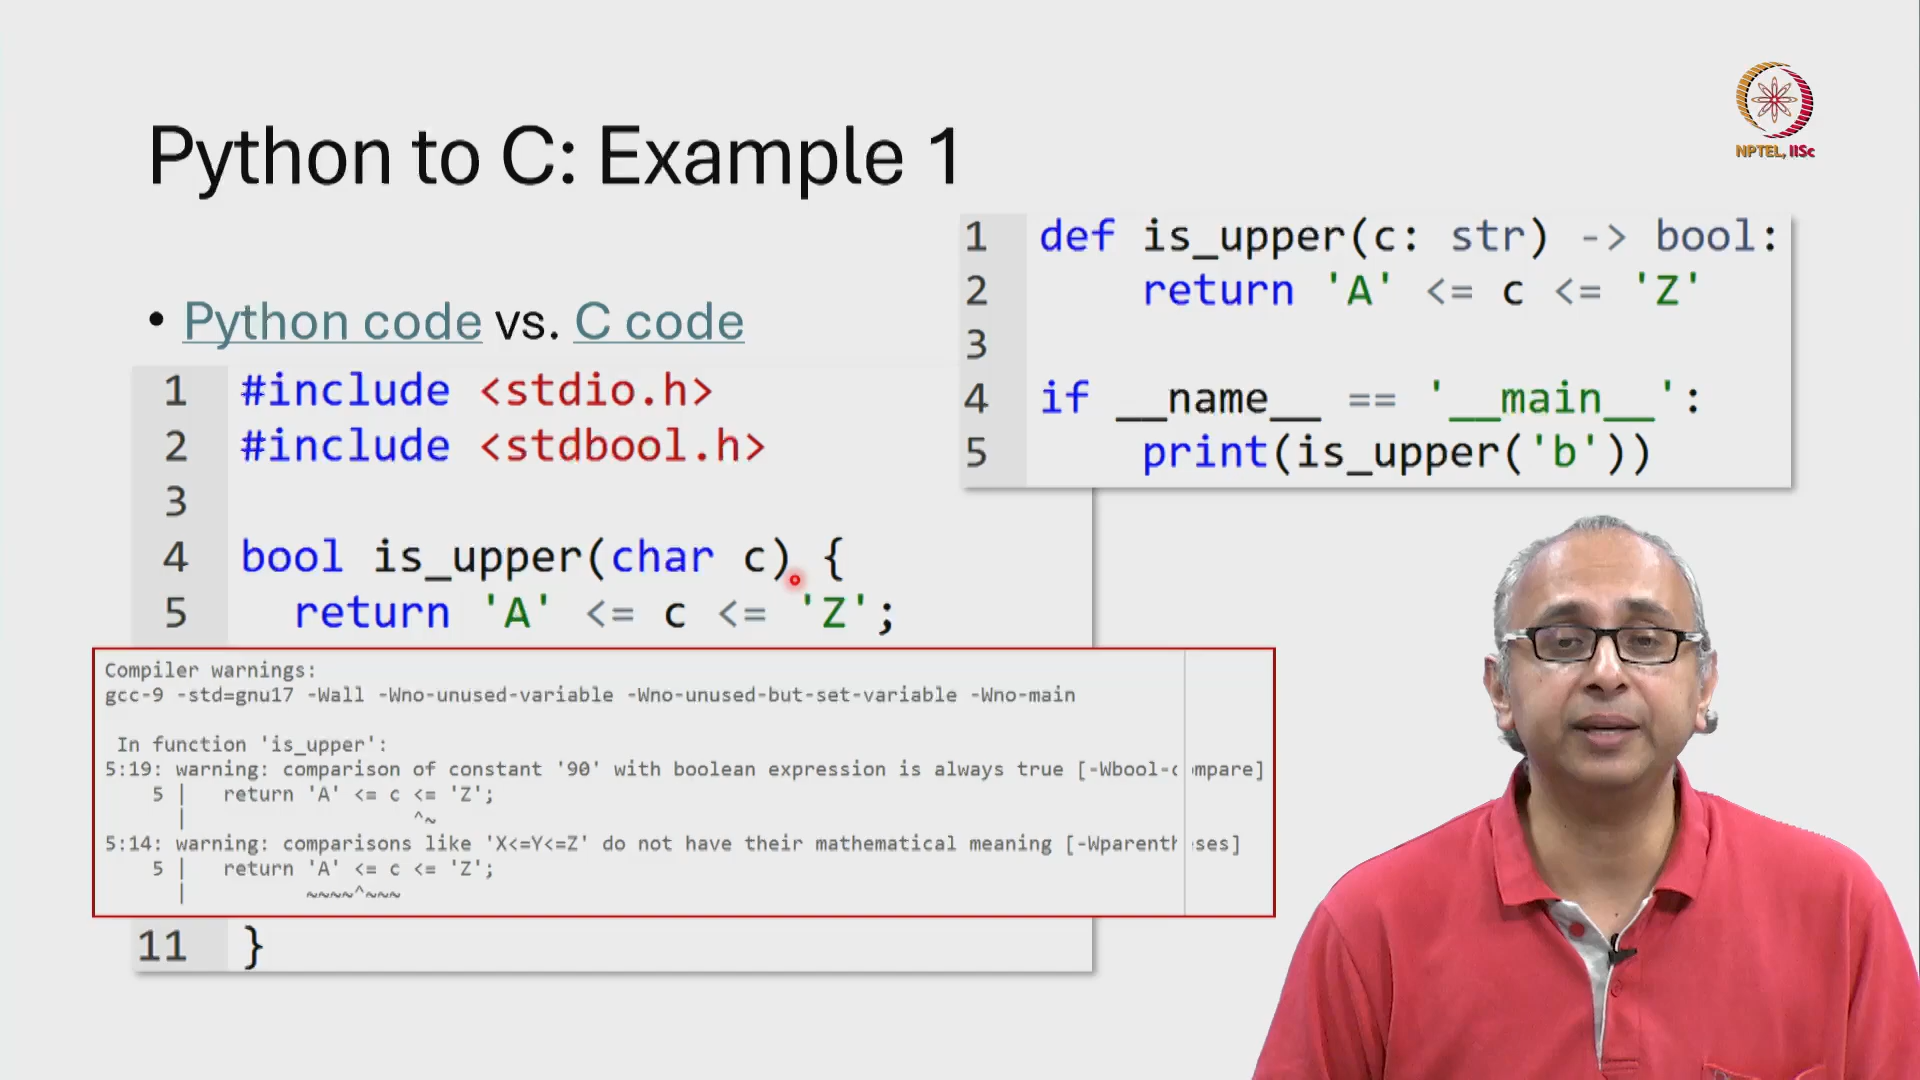 NPTEL, IISc
Python to C: Example 1
• Python code vs. C code
1 def is_upper(c: str) -> bool:
2     return 'A' <= c <= 'Z'
3
4 if __name__ == '__main__':
5     print(is_upper('b'))
1 #include <stdio.h>
2 #include <stdbool.h>
3
4 bool is_upper(char c) {
5   return 'A' <= c <= 'Z';
Compiler warnings:
gcc-9 -std=gnu17 -Wall -Wno-unused-variable -Wno-unused-but-set-variable -Wno-main
In function 'is_upper':
5:19: warning: comparison of constant '90' with boolean expression is always true [-Wbool-compare]
5 |   return 'A' <= c <= 'Z';
  |                   ^~
5:14: warning: comparisons like 'X<=Y<=Z' do not have their mathematical meaning [-Wparentheses]
5 |   return 'A' <= c <= 'Z';
  |          ~~~~^~~~
11 }